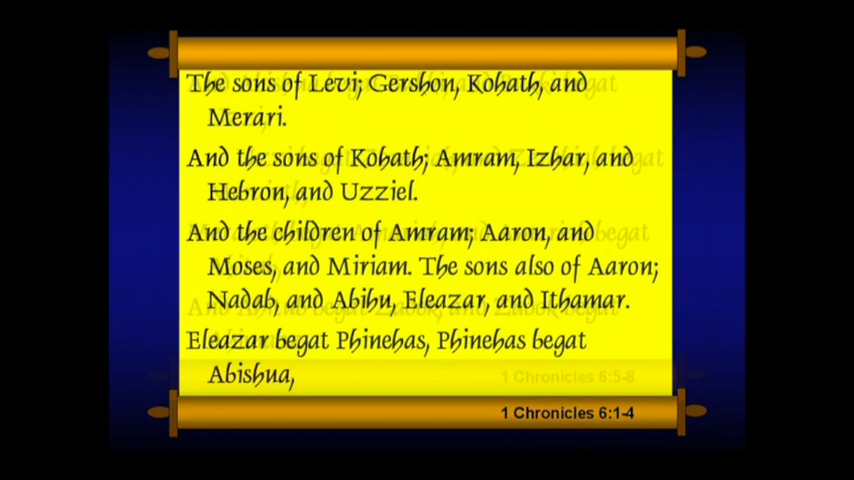 The sons of Levi; Gershon, Kohath, and
Merari.
And the sons of Kohath; Amram, Izhar, and
Hebron, and Uzziel.
And the children of Amram; Aaron, and
Moses, and Miriam. The sons also of Aaron;
Nadab, and Abihu, Eleazar, and Ithamar.
Eleazar begat Phinehas, Phinehas begat
Abishua,
1 Chronicles 6:5-8
1 Chronicles 6:1-4